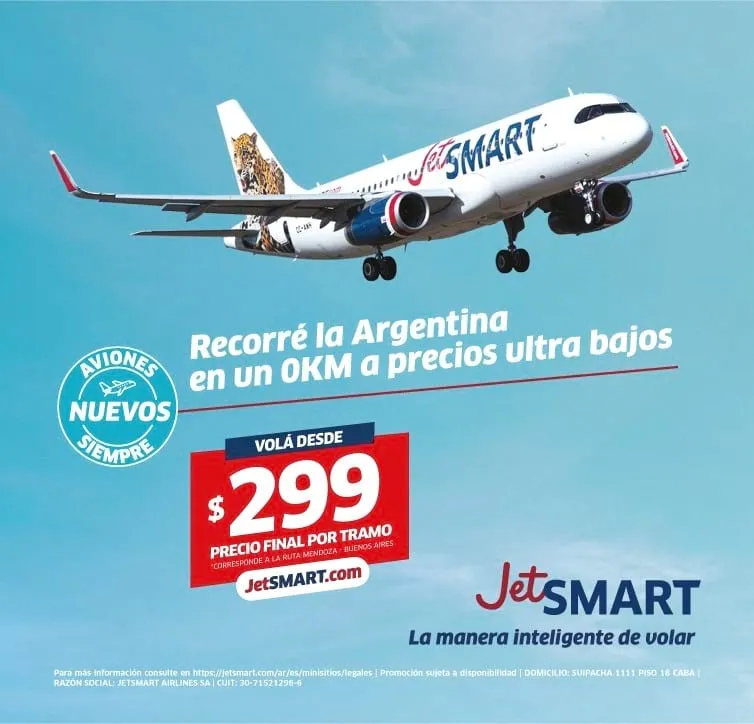 JetSMART
CC-AWH
Recorré la Argentina
en un 0KM a precios ultra bajos
AVIONES
NUEVOS
SIEMPRE
VOLÁ DESDE
$299
PRECIO FINAL POR TRAMO
*CORRESPONDE A LA RUTA MENDOZA - BUENOS AIRES
JetSMART.com
JetSMART
La manera inteligente de volar
Para más información consulte en https://jetsmart.com/ar/es/minisitios/legales | Promoción sujeta a disponibilidad | DOMICILIO: SUIPACHA 1111 PISO 18 CABA |
RAZÓN SOCIAL: JETSMART AIRLINES SA | CUIT: 30-71521296-6